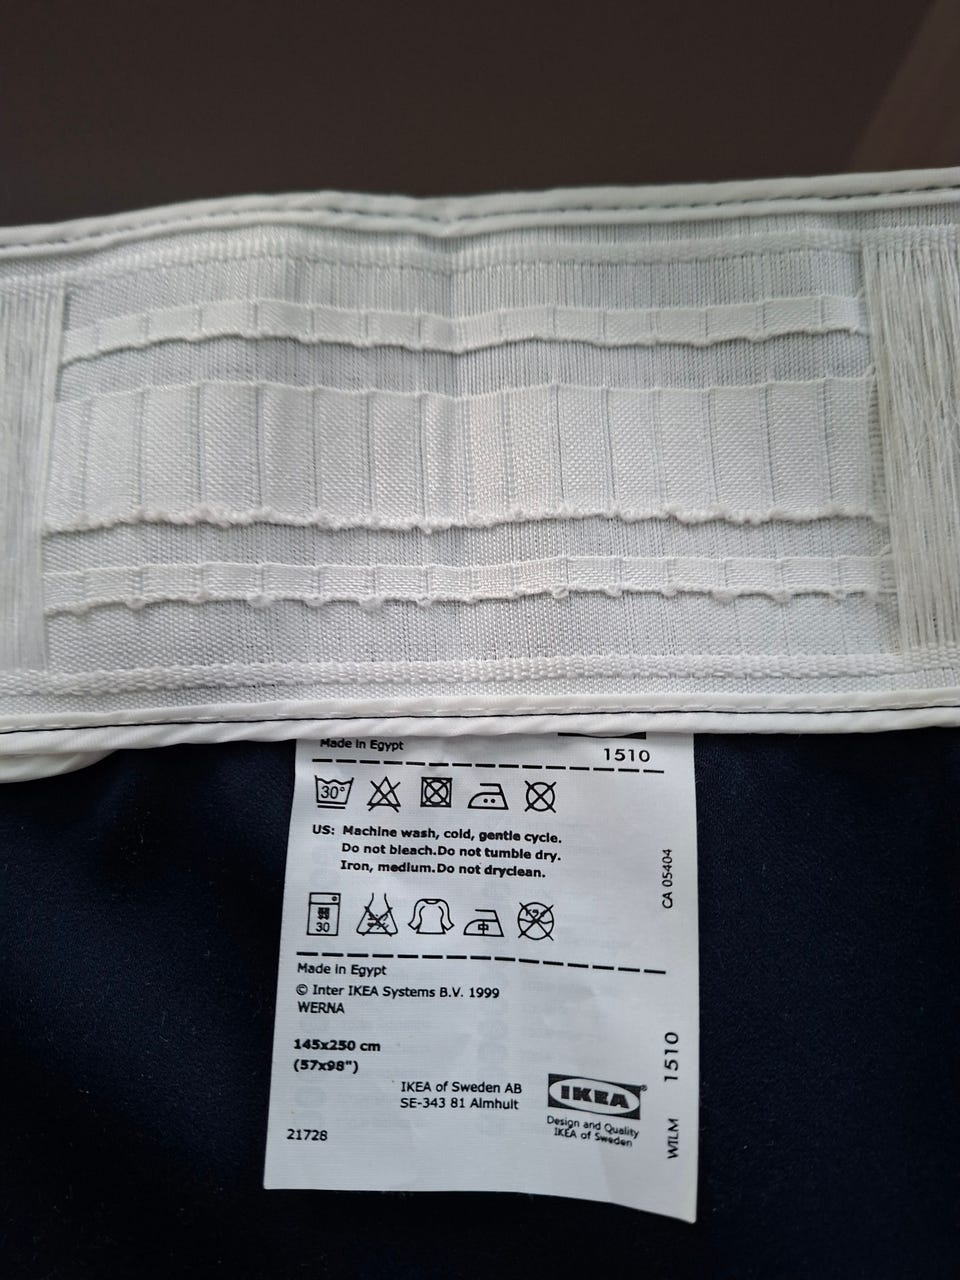 Made in Egypt
1510
30°
US: Machine wash, cold, gentle cycle.
Do not bleach.Do not tumble dry.
Iron, medium.Do not dryclean.
CA 05404
30
中
Made in Egypt
© Inter IKEA Systems B.V. 1999
WERNA
145x250 cm
(57x98")
IKEA of Sweden AB
SE-343 81 Almhult
IKEA®
Design and Quality
IKEA of Sweden
21728
WILM 1510